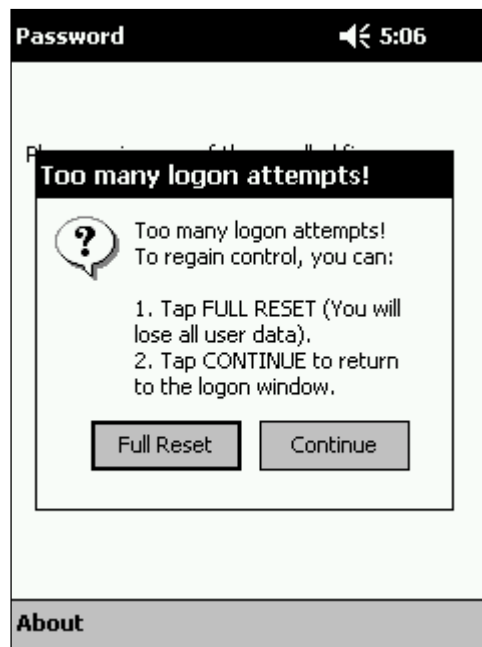 Password 5:06
Too many logon attempts!
Too many logon attempts!
To regain control, you can:
1. Tap FULL RESET (You will
lose all user data).
2. Tap CONTINUE to return
to the logon window.
Full Reset Continue
About